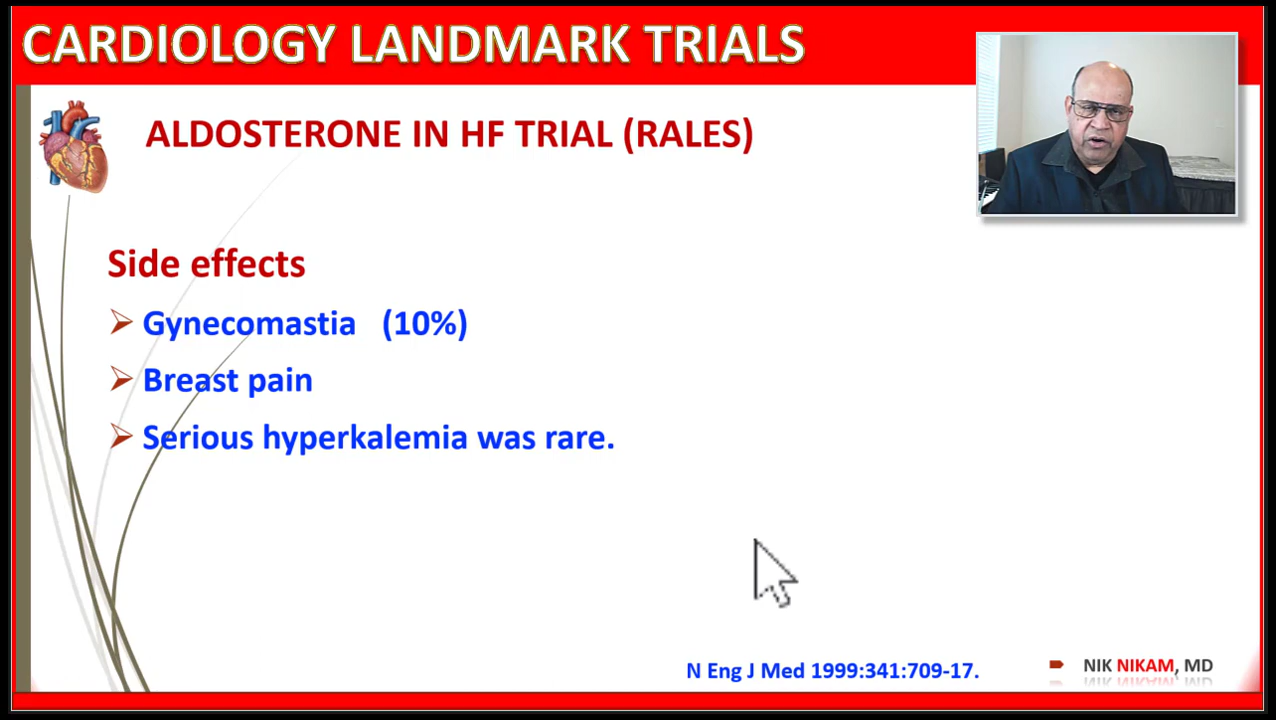 CARDIOLOGY LANDMARK TRIALS
ALDOSTERONE IN HF TRIAL (RALES)
Side effects
Gynecomastia (10%)
Breast pain
Serious hyperkalemia was rare.
N Eng J Med 1999:341:709-17.
NIK NIKAM, MD